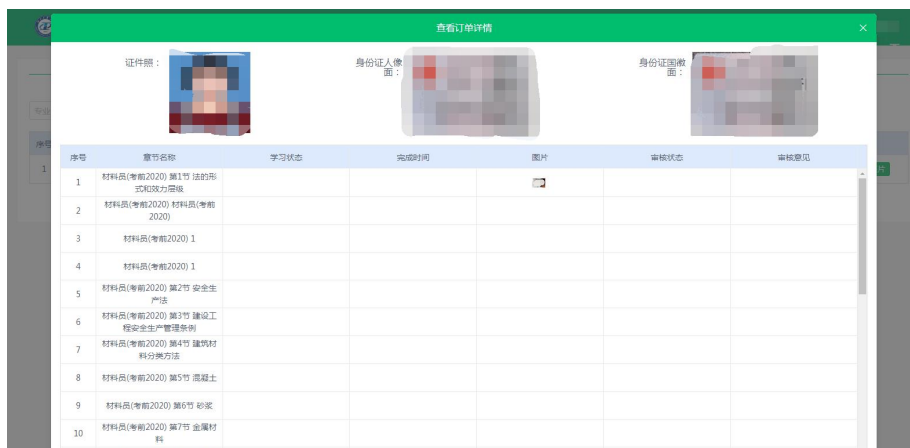 查看订单详情
证件照：
身份证人像
面：
身份证国徽
面：
序号 章节名称 学习状态 完成时间 图片 审核状态 审核意见
1 材料员(考前2020) 第1节 法的形
式和效力层级
2 材料员(考前2020) 材料员(考前
2020)
3 材料员(考前2020) 1
4 材料员(考前2020) 1
5 材料员(考前2020) 第2节 安全生
产法
6 材料员(考前2020) 第3节 建设工
程安全生产管理条例
7 材料员(考前2020) 第4节 建筑材
料分类方法
8 材料员(考前2020) 第5节 混凝土
9 材料员(考前2020) 第6节 砂浆
10 材料员(考前2020) 第7节 金属材
料
序号
1
片